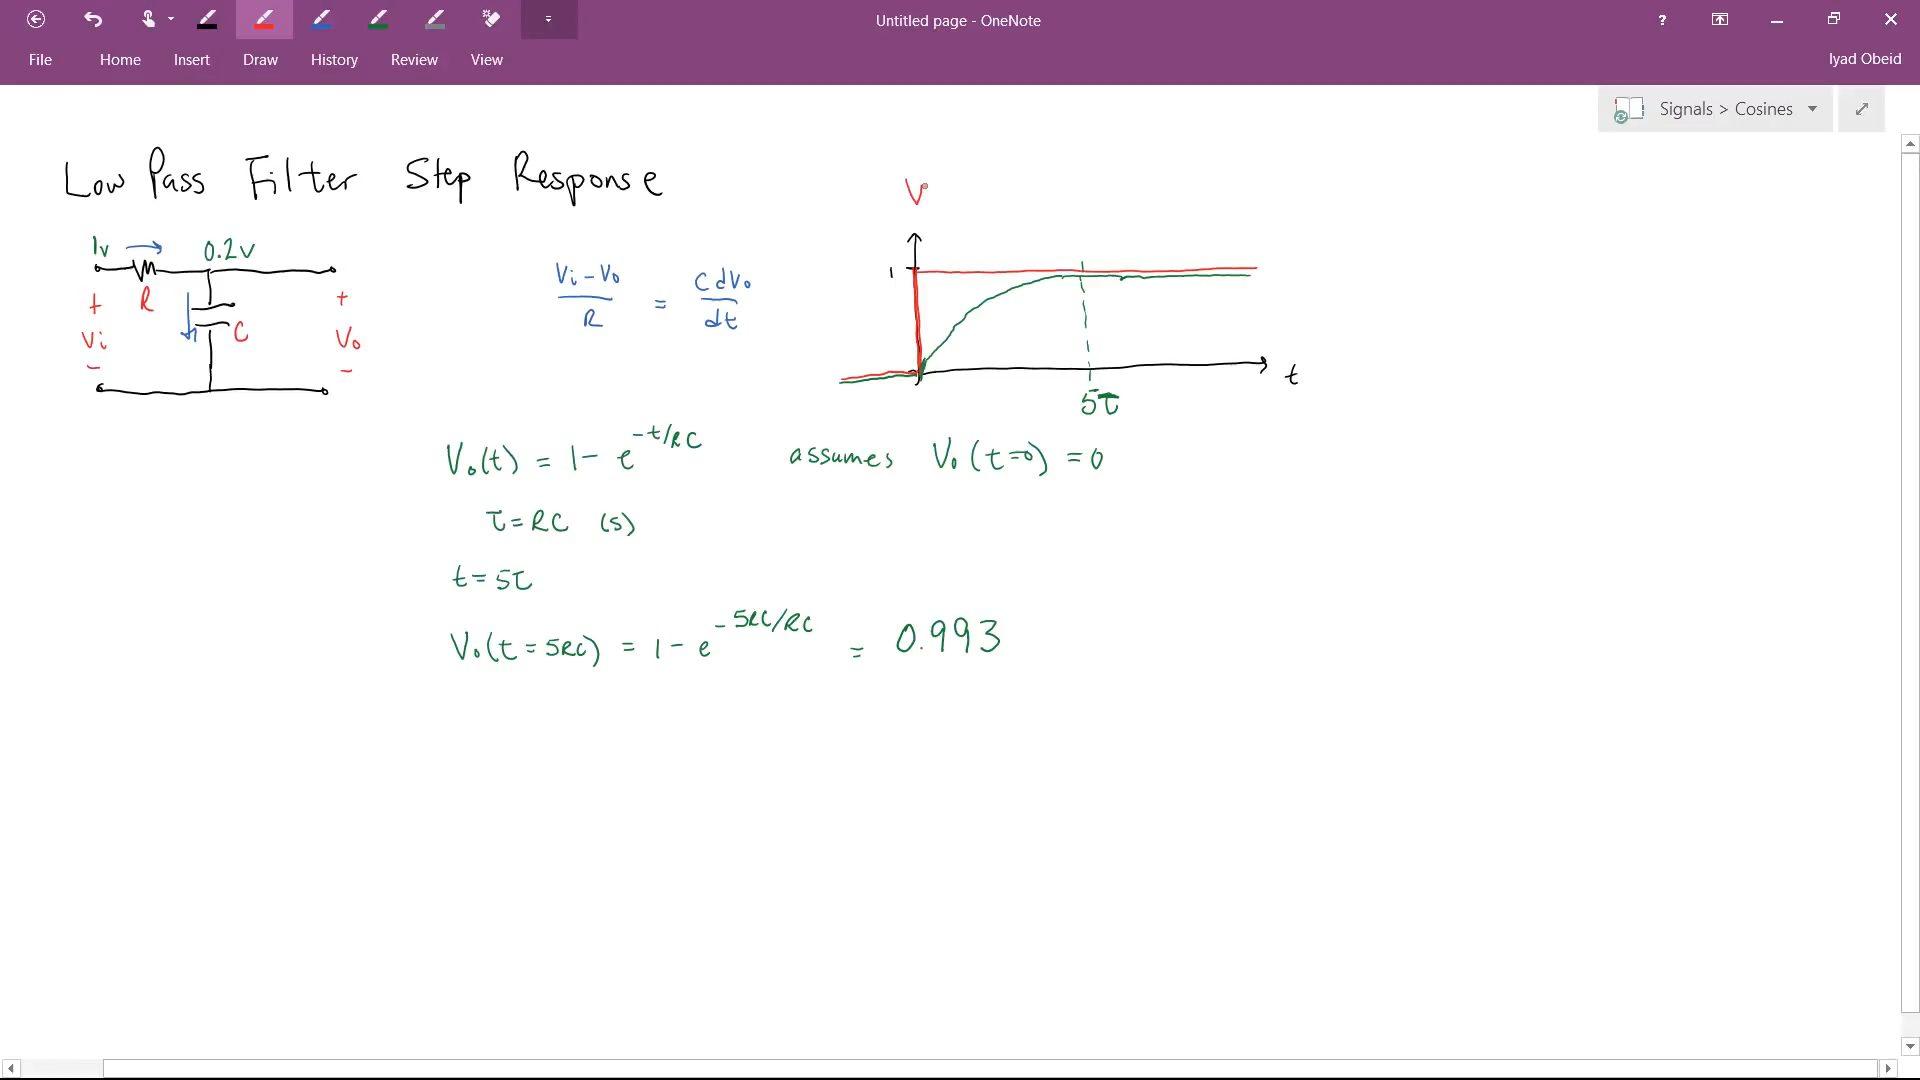 Untitled page - OneNote
?
File Home Insert Draw History Review View
Iyad Obeid
Signals > Cosines
Low Pass Filter Step Response
V
1v
0.2v
+ R + 
Vi C Vo
- -
Vi - Vo / R = C dVo / dt
1
t
5τ
Vo(t) = 1 - e^-t/RC assumes Vo(t=0) = 0
τ = RC (s)
t = 5τ
Vo(t = 5RC) = 1 - e^-5RC/RC = 0.993